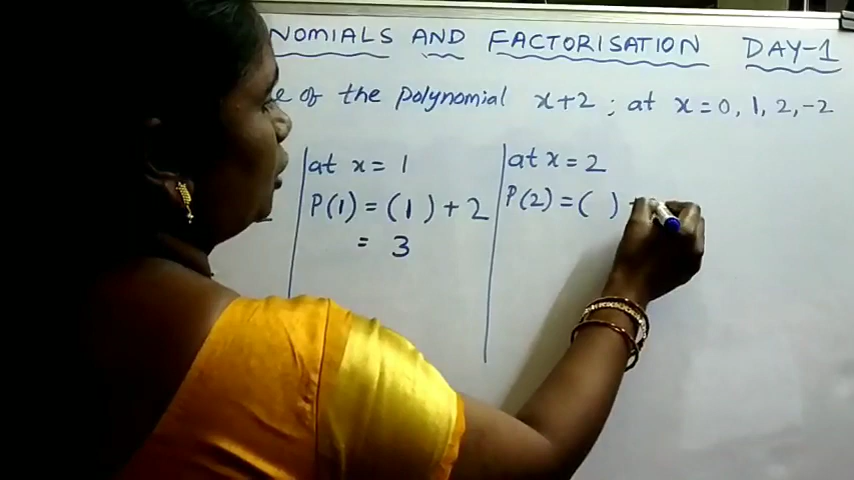 NOMIALS AND FACTORISATION DAY-1
of the polynomial x+2 ; at x=0, 1, 2, -2
at x = 1
P(1) = (1 ) + 2
= 3
at x = 2
P(2) = ( )